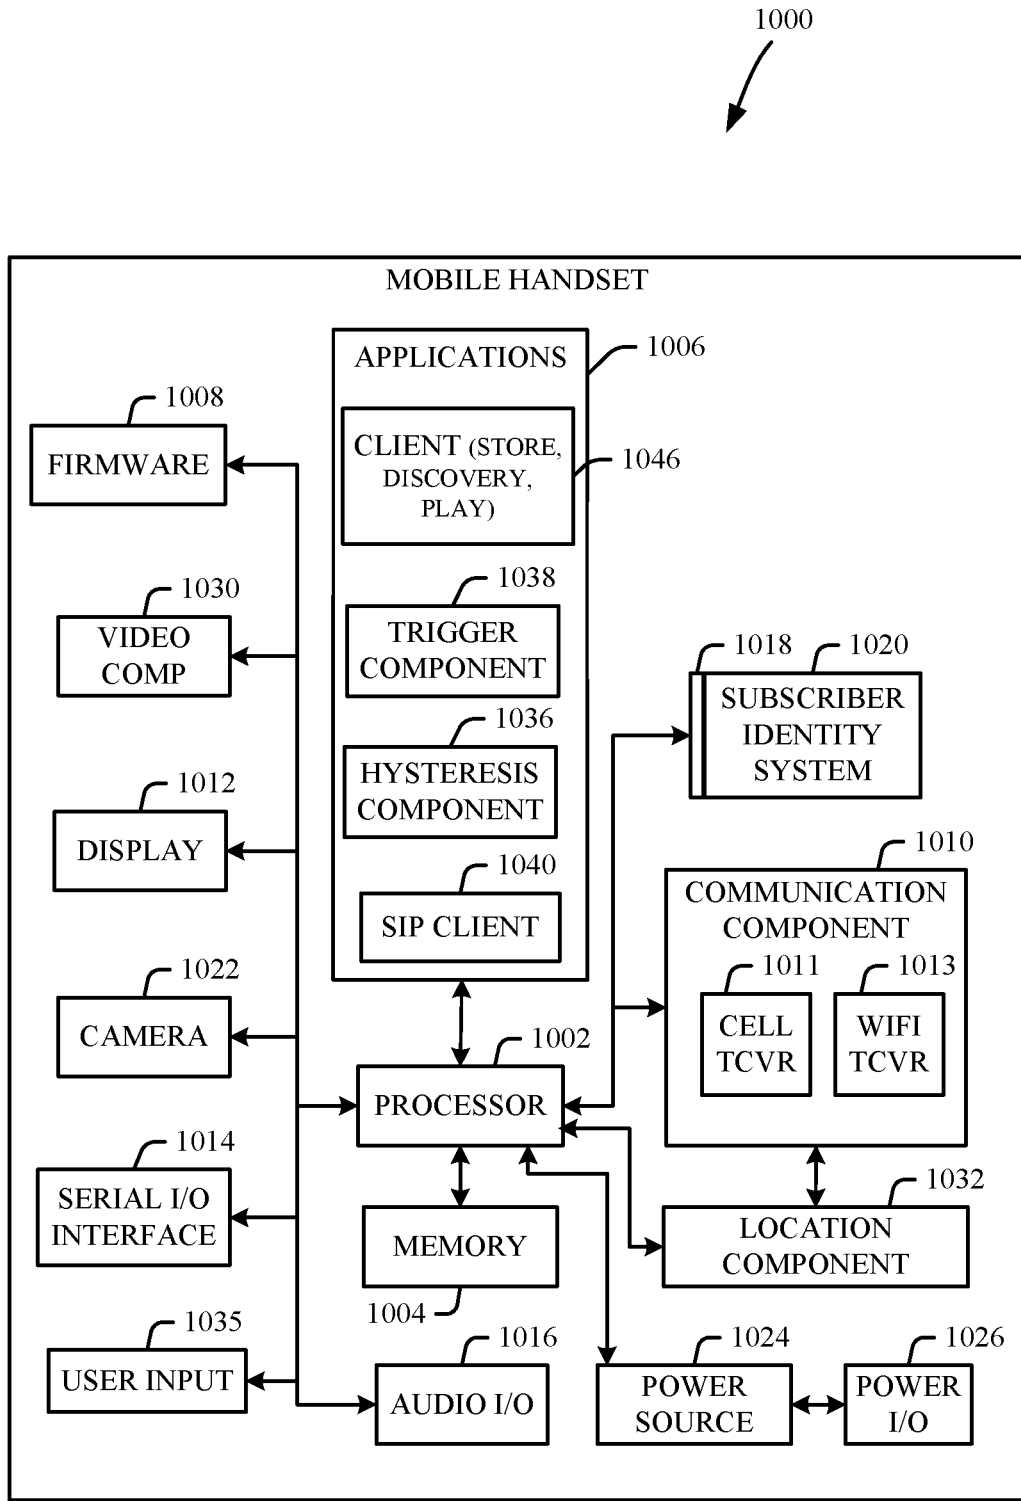 1000
MOBILE HANDSET
APPLICATIONS
1006
CLIENT (STORE,
DISCOVERY,
PLAY)
1046
1008
FIRMWARE
1038
TRIGGER
COMPONENT
1030
VIDEO
COMP
1018
1020
SUBSCRIBER
IDENTITY
SYSTEM
1036
HYSTERESIS
COMPONENT
1012
DISPLAY
1040
SIP CLIENT
1010
COMMUNICATION
COMPONENT
1011
CELL
TCVR
1013
WIFI
TCVR
1022
CAMERA
1002
PROCESSOR
1014
SERIAL I/O
INTERFACE
MEMORY
1004
1032
LOCATION
COMPONENT
1035
USER INPUT
1016
AUDIO I/O
1024
POWER
SOURCE
1026
POWER
I/O